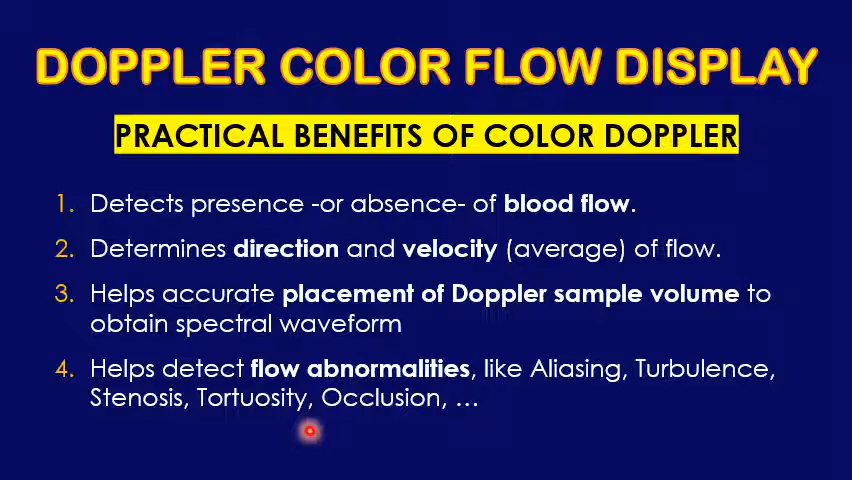 DOPPLER COLOR FLOW DISPLAY
PRACTICAL BENEFITS OF COLOR DOPPLER
1. Detects presence -or absence- of blood flow.
2. Determines direction and velocity (average) of flow.
3. Helps accurate placement of Doppler sample volume to
obtain spectral waveform
4. Helps detect flow abnormalities, like Aliasing, Turbulence,
Stenosis, Tortuosity, Occlusion, …